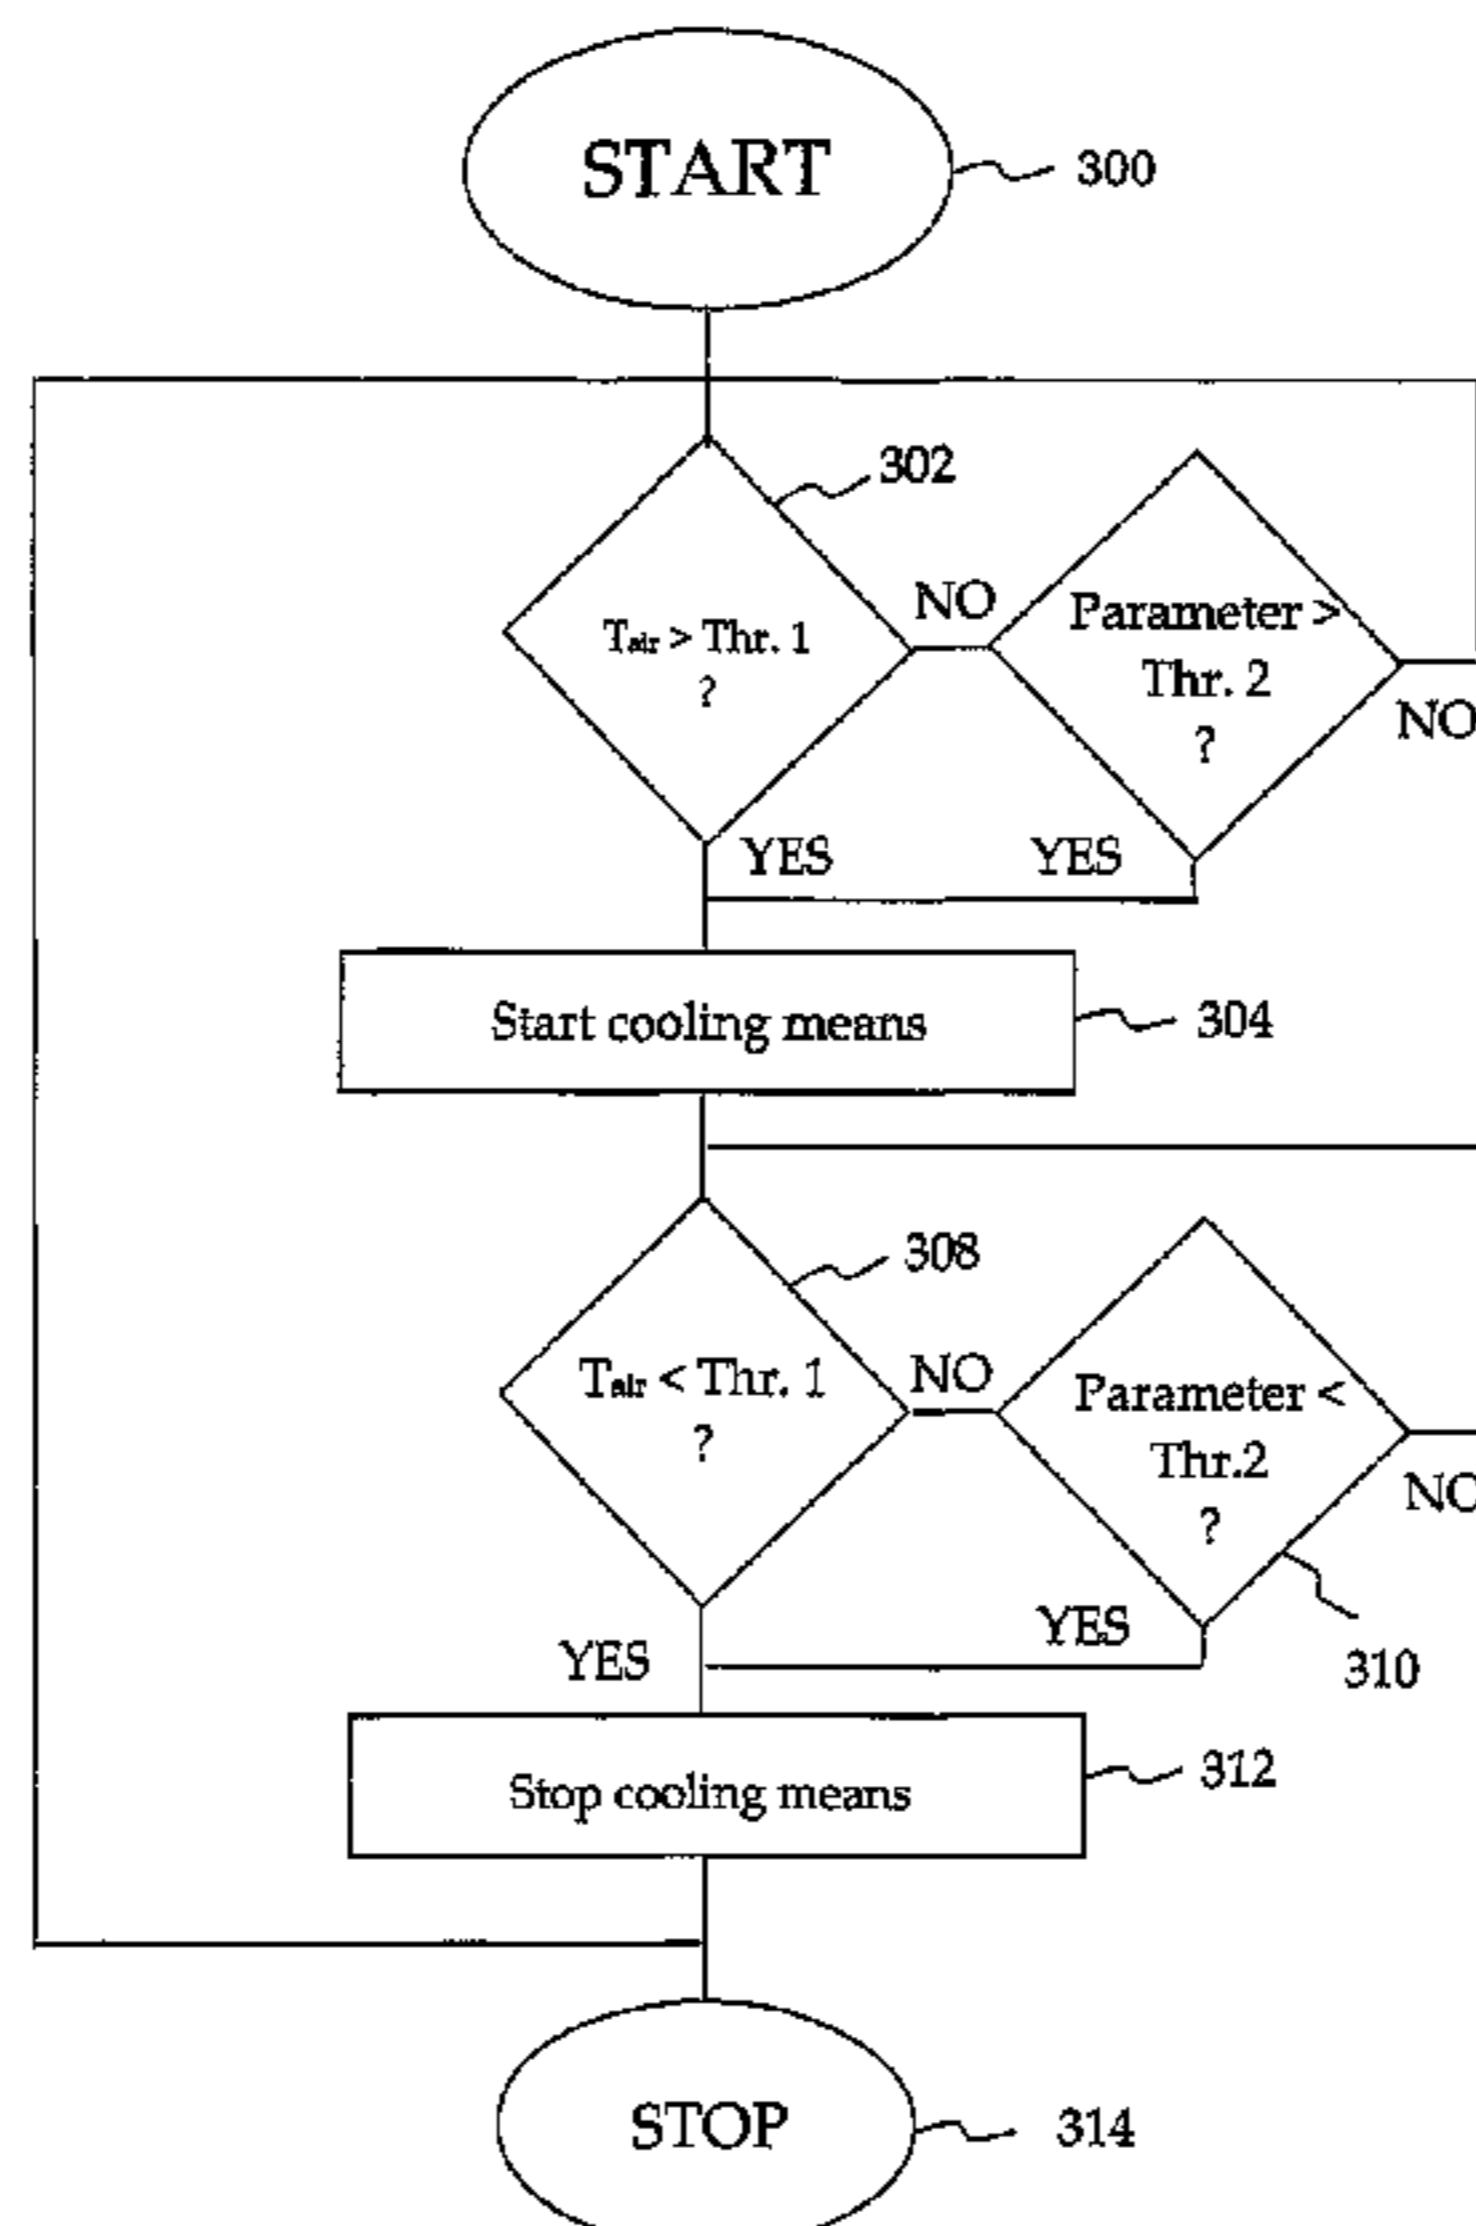 START
300
302
Tair > Thr. 1
?
NO
Parameter >
Thr. 2
?
NO
YES
YES
Start cooling means
304
308
Tair < Thr. 1
?
NO
Parameter <
Thr.2
?
NO
YES
YES
310
Stop cooling means
312
STOP
314